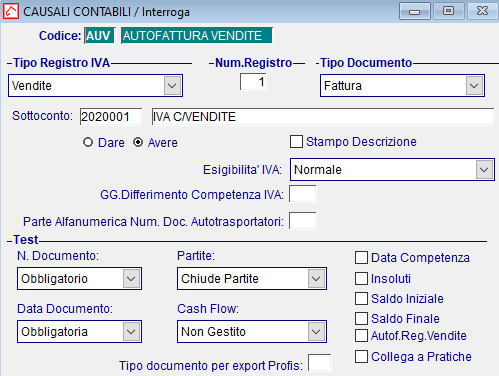 CAUSALI CONTABILI / Interroga
Codice: AUV AUTOFATTURA VENDITE
Tipo Registro IVA Num.Registro Tipo Documento
Vendite 1 Fattura
Sottoconto: 2020001 IVA C/VENDITE
Dare Avere Stampo Descrizione
Esigibilita' IVA: Normale
GG.Differimento Competenza IVA:
Parte Alfanumerica Num. Doc. Autotrasportatori:
Test
N. Documento: Partite: Data Competenza
Obbligatorio Chiude Partite Insoluti
Saldo Iniziale
Data Documento: Cash Flow: Saldo Finale
Obbligatoria Non Gestito Autof.Reg.Vendite
Collega a Pratiche
Tipo documento per export Profis: